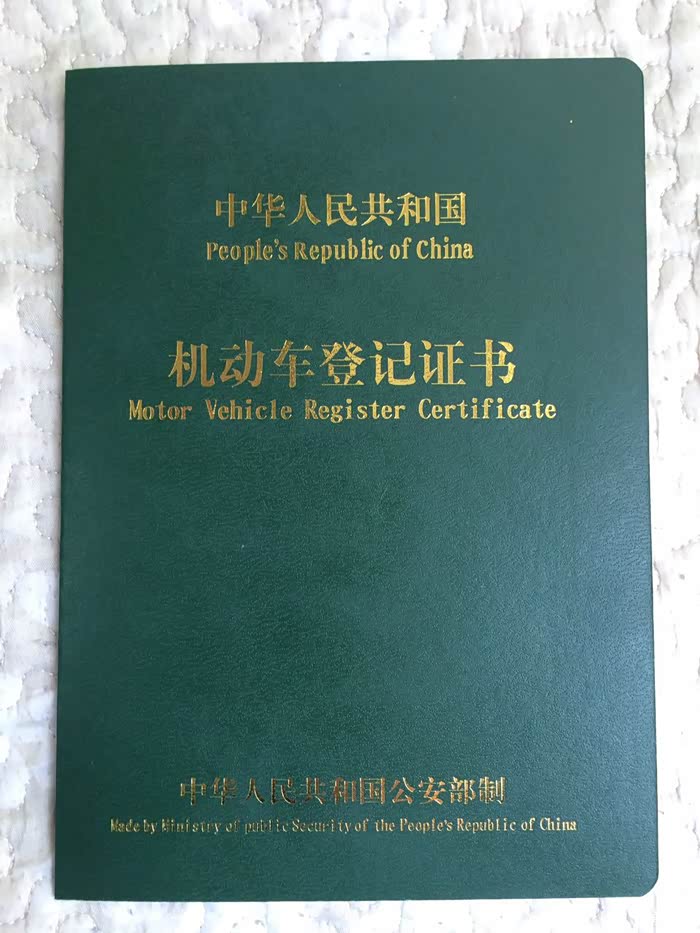 中华人民共和国
People's Republic of China
机动车登记证书
Motor Vehicle Register Certificate
中华人民共和国公安部制
Made by Ministry of public Security of the People's Republic of China